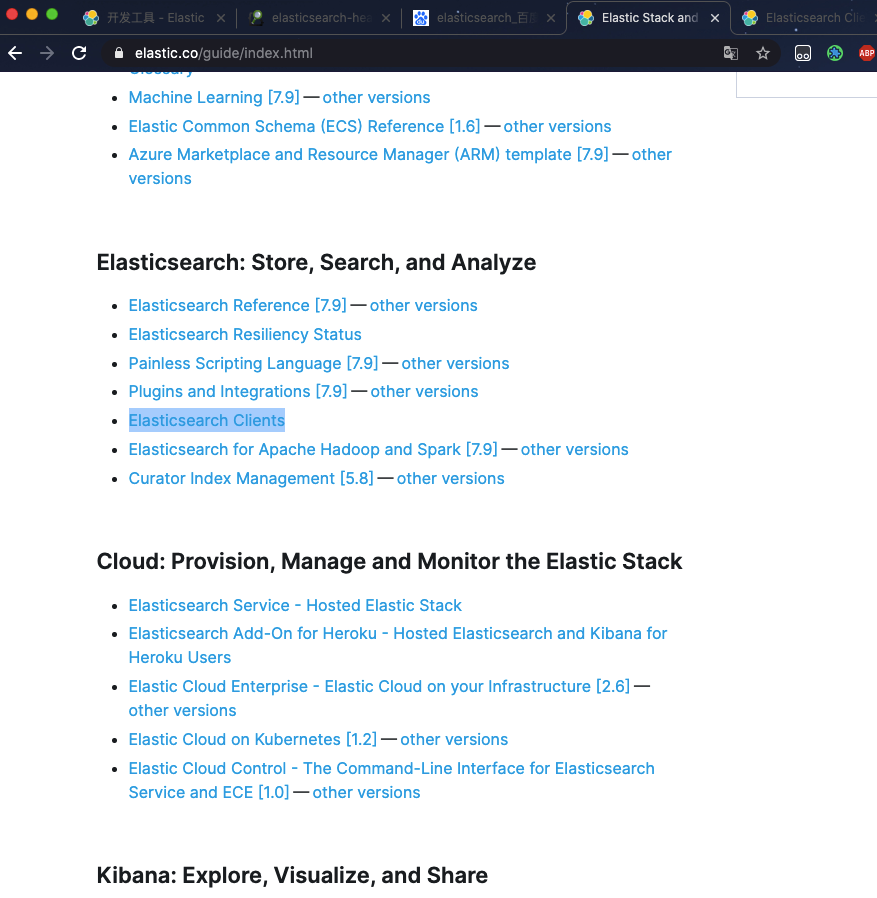 开发工具 - Elastic
elasticsearch-hea
elasticsearch_百度
Elastic Stack and
Elasticsearch Clie
elastic.co/guide/index.html
ABP
Glossary
Machine Learning [7.9] — other versions
Elastic Common Schema (ECS) Reference [1.6] — other versions
Azure Marketplace and Resource Manager (ARM) template [7.9] — other
versions
Elasticsearch: Store, Search, and Analyze
Elasticsearch Reference [7.9] — other versions
Elasticsearch Resiliency Status
Painless Scripting Language [7.9] — other versions
Plugins and Integrations [7.9] — other versions
Elasticsearch Clients
Elasticsearch for Apache Hadoop and Spark [7.9] — other versions
Curator Index Management [5.8] — other versions
Cloud: Provision, Manage and Monitor the Elastic Stack
Elasticsearch Service - Hosted Elastic Stack
Elasticsearch Add-On for Heroku - Hosted Elasticsearch and Kibana for
Heroku Users
Elastic Cloud Enterprise - Elastic Cloud on your Infrastructure [2.6] —
other versions
Elastic Cloud on Kubernetes [1.2] — other versions
Elastic Cloud Control - The Command-Line Interface for Elasticsearch
Service and ECE [1.0] — other versions
Kibana: Explore, Visualize, and Share